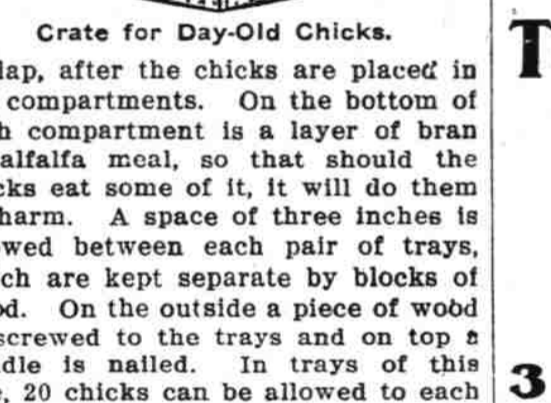 Crate for Day-Old Chicks.
lap, after the chicks are placed in
compartments. On the bottom of
h compartment is a layer of bran
alfalfa meal, so that should the
cks eat some of it, it will do them
harm. A space of three inches is
wed between each pair of trays,
ch are kept separate by blocks of
od. On the outside a piece of wood
screwed to the trays and on top a
dle is nailed. In trays of this
, 20 chicks can be allowed to each
T
3